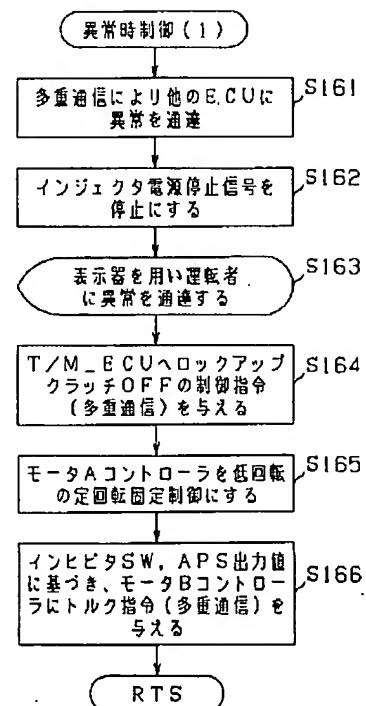 異常時制御(1)
多重通信により他のE.CUに
異常を通達
S161
インジェクタ電源停止信号を
停止にする
S162
表示器を用い運転者
に異常を通達する
S163
T/M_ECUへロックアップ
クラッチOFFの制御指令
(多重通信)を与える
S164
モータAコントローラを低回転
の定回転固定制御にする
S165
インヒビタSW,APS出力値
に基づき、モータBコントロー
ラにトルク指令(多重通信)を
与える
S166
RTS